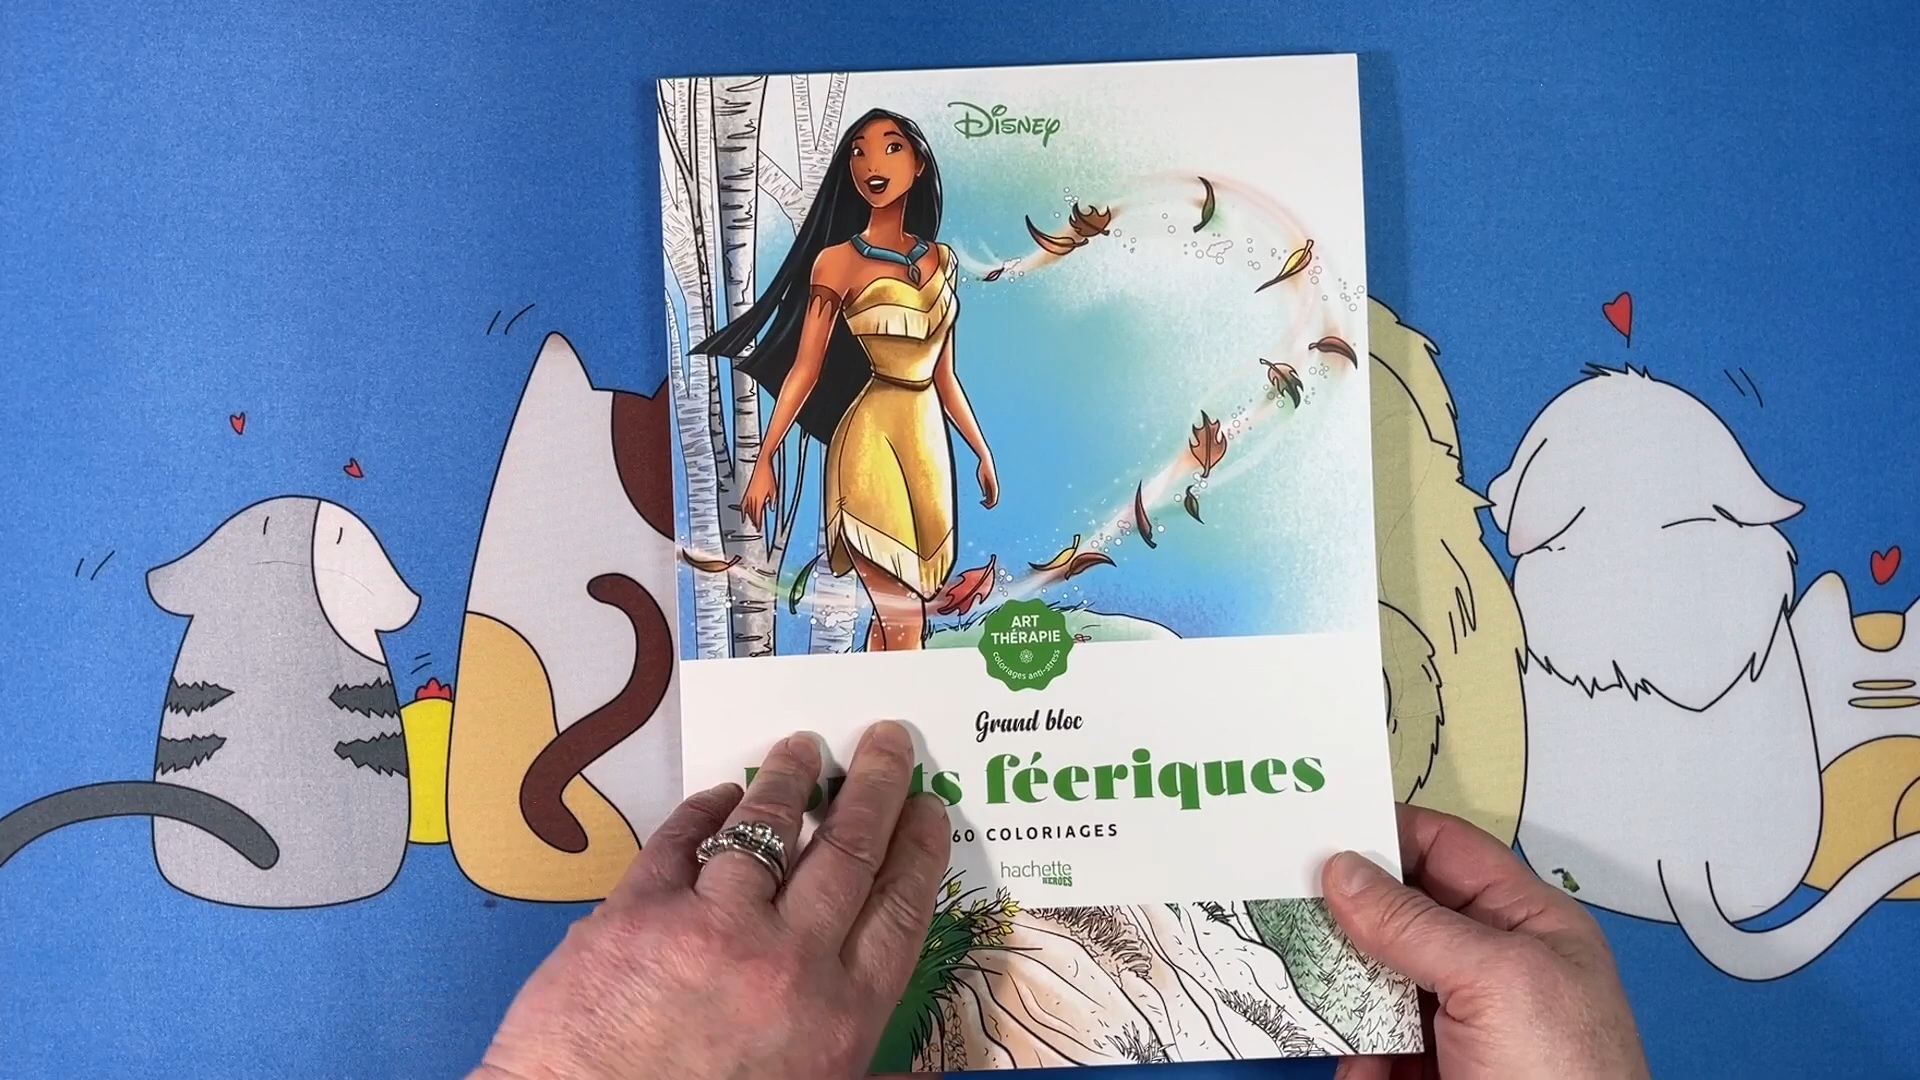 Disney
ART
THÉRAPIE
coloriages anti-stress
Grand bloc
féeriques
60 COLORIAGES
hachette
HEROES